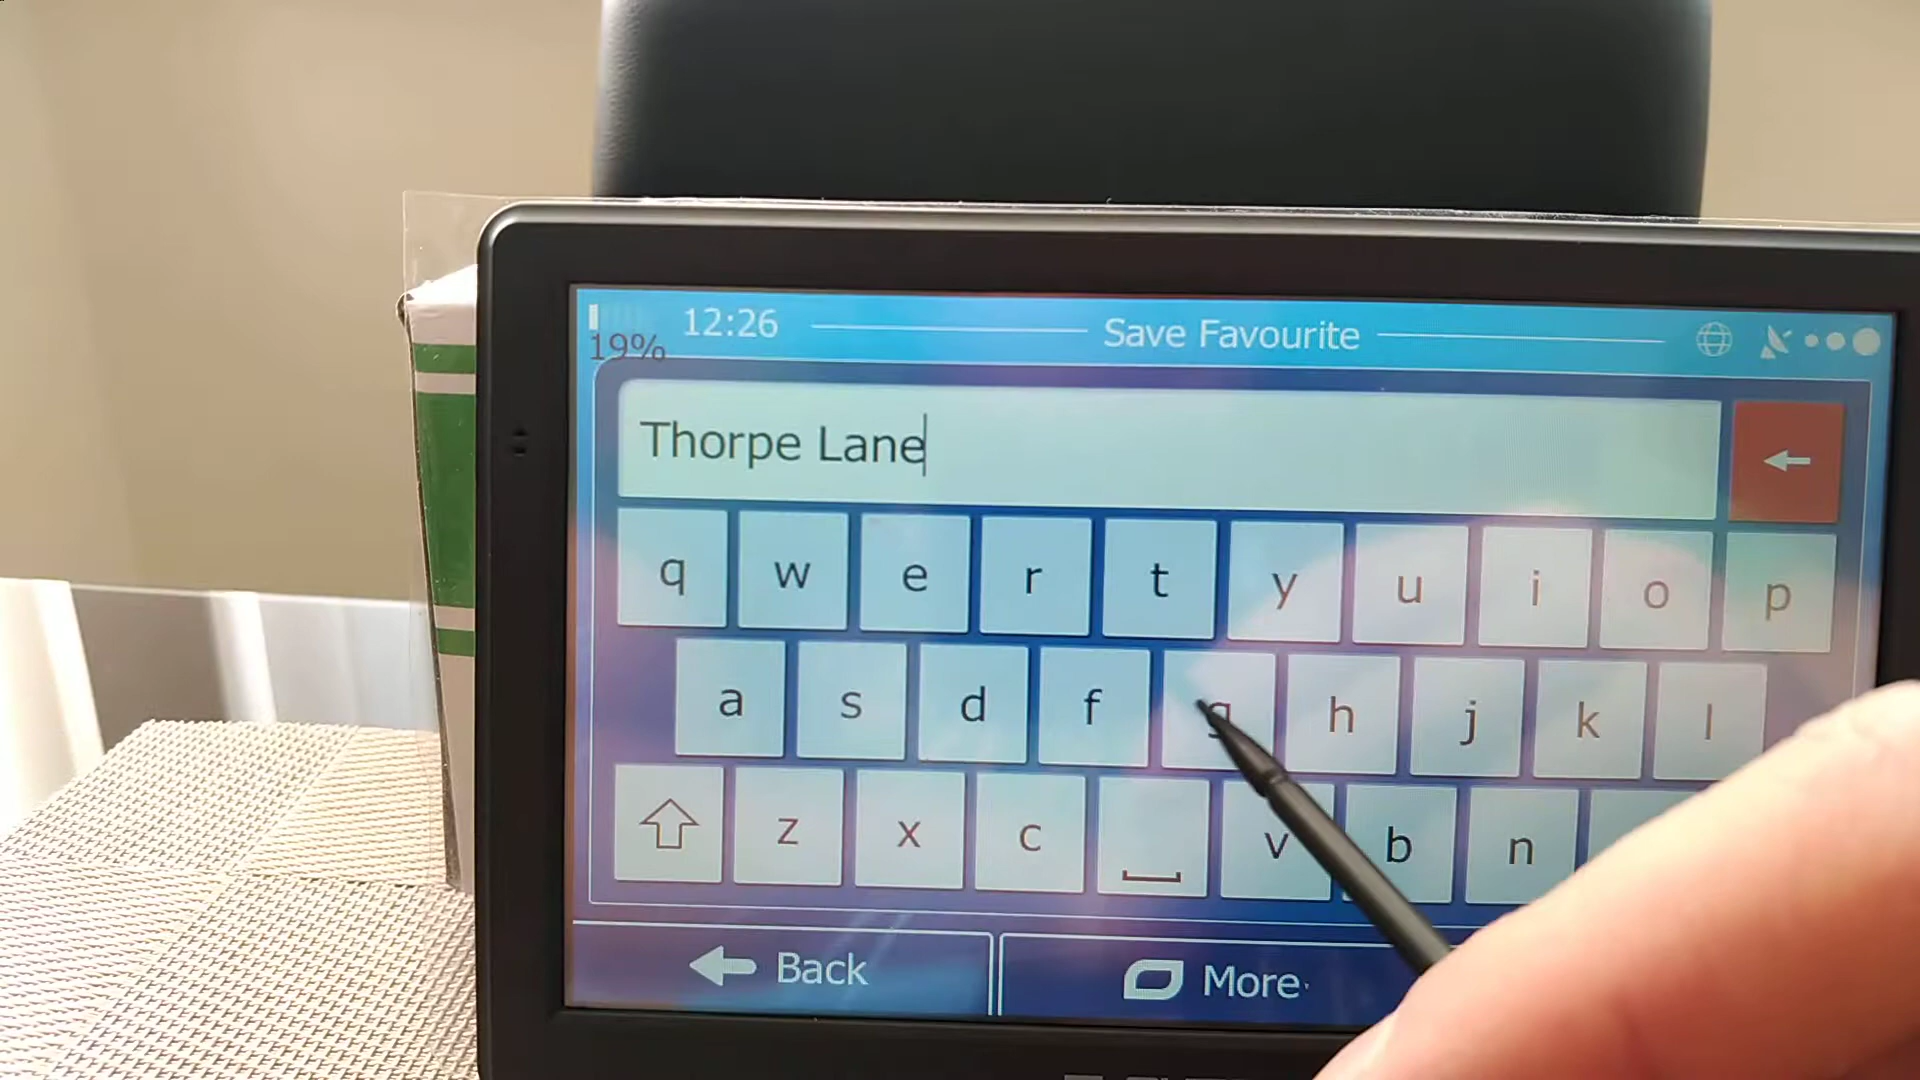 12:26 Save Favourite
19%
Thorpe Lane
q w e r t y u i o p
a s d f g h j k l
z x c v b n
Back More